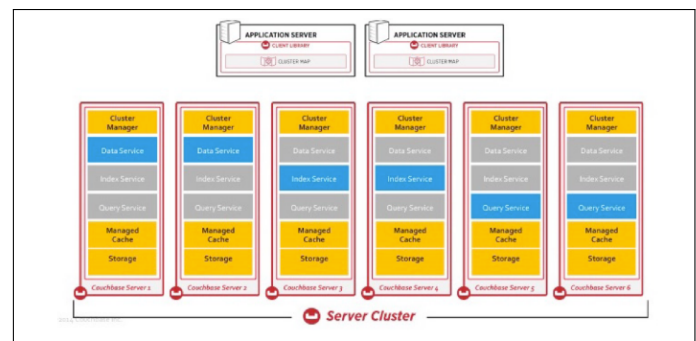 APPLICATION SERVER
CLIENT LIBRARY
CLUSTER MAP
APPLICATION SERVER
CLIENT LIBRARY
CLUSTER MAP
Cluster
Manager
Data Service
Index Service
Query Service
Managed
Cache
Storage
Couchbase Server 1
Cluster
Manager
Data Service
Index Service
Query Service
Managed
Cache
Storage
Couchbase Server 2
Cluster
Manager
Data Service
Index Service
Query Service
Managed
Cache
Storage
Couchbase Server 3
Cluster
Manager
Data Service
Index Service
Query Service
Managed
Cache
Storage
Couchbase Server 4
Cluster
Manager
Data Service
Index Service
Query Service
Managed
Cache
Storage
Couchbase Server 5
Cluster
Manager
Data Service
Index Service
Query Service
Managed
Cache
Storage
Couchbase Server 6
Server Cluster